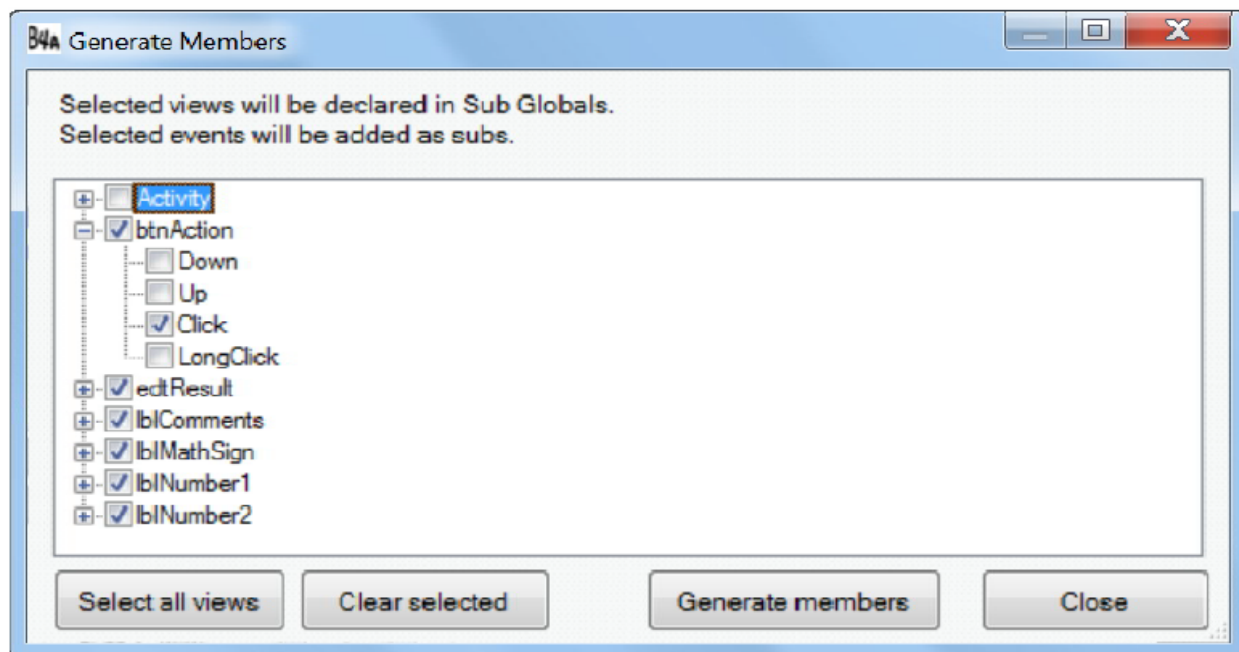 B4A Generate Members
Selected views will be declared in Sub Globals.
Selected events will be added as subs.
Activity
btnAction
Down
Up
Click
LongClick
edtResult
lblComments
lblMathSign
lblNumber1
lblNumber2
Select all views Clear selected Generate members Close